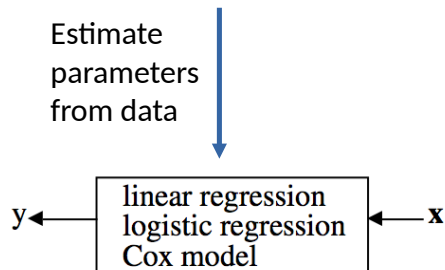 Estimate
parameters
from data
y
linear regression
logistic regression
Cox model
x